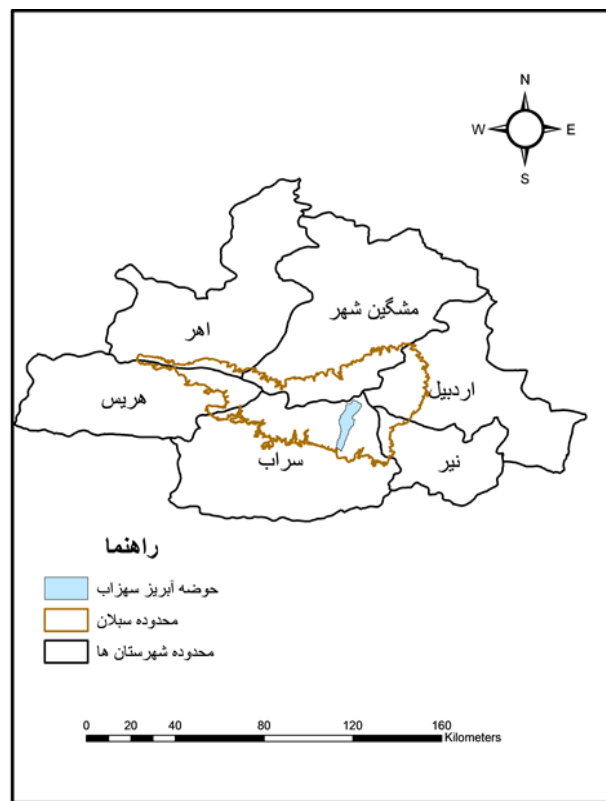 N
W E
S
مشگین شهر
اهر
اردبیل
هریس
نیر
سراب
راهنما
حوضه آبریز سهزاب
محدوده سبلان
محدوده شهرستان ها
0 20 40 80 120 160
Kilometers